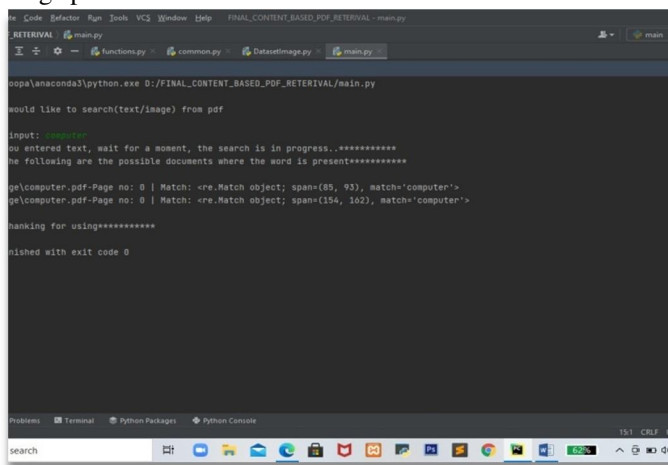 te Code Refactor Run Tools VCS Window Help FINAL_CONTENT_BASED_PDF_RETERIVAL - main.py
_RETERIVAL main.py main
functions.py common.py DatasetImage.py main.py
oopa\anaconda3\python.exe D:/FINAL_CONTENT_BASED_PDF_RETERIVAL/main.py
would like to search(text/image) from pdf
input: computer
ou entered text, wait for a moment, the search is in progress..***********
he following are the possible documents where the word is present***********
ge\computer.pdf-Page no: 0 | Match: <re.Match object; span=(85, 93), match='computer'>
ge\computer.pdf-Page no: 0 | Match: <re.Match object; span=(154, 162), match='computer'>
hanking for using***********
nished with exit code 0
Problems Terminal Python Packages Python Console
15:1 CRLF
search 62%